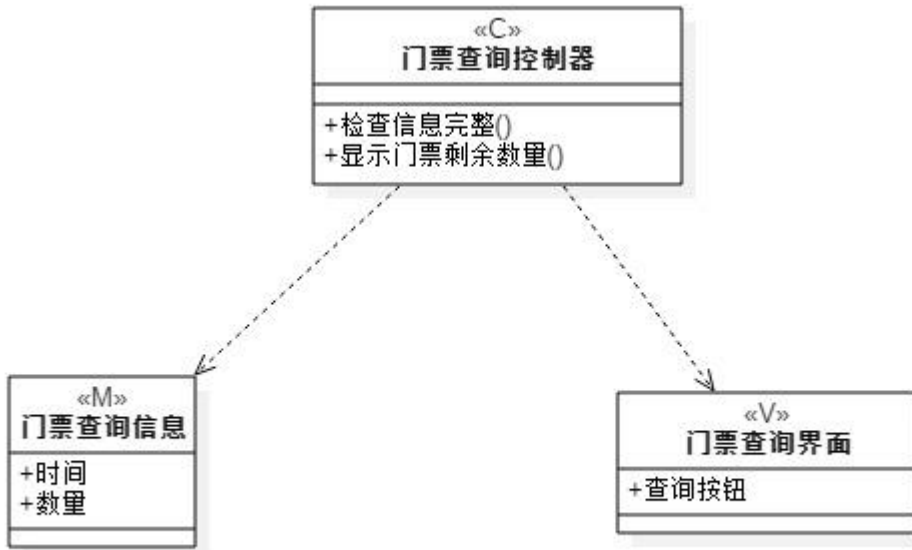 «C»
门票查询控制器
+检查信息完整()
+显示门票剩余数量()
«M»
门票查询信息
+时间
+数量
«V»
门票查询界面
+查询按钮